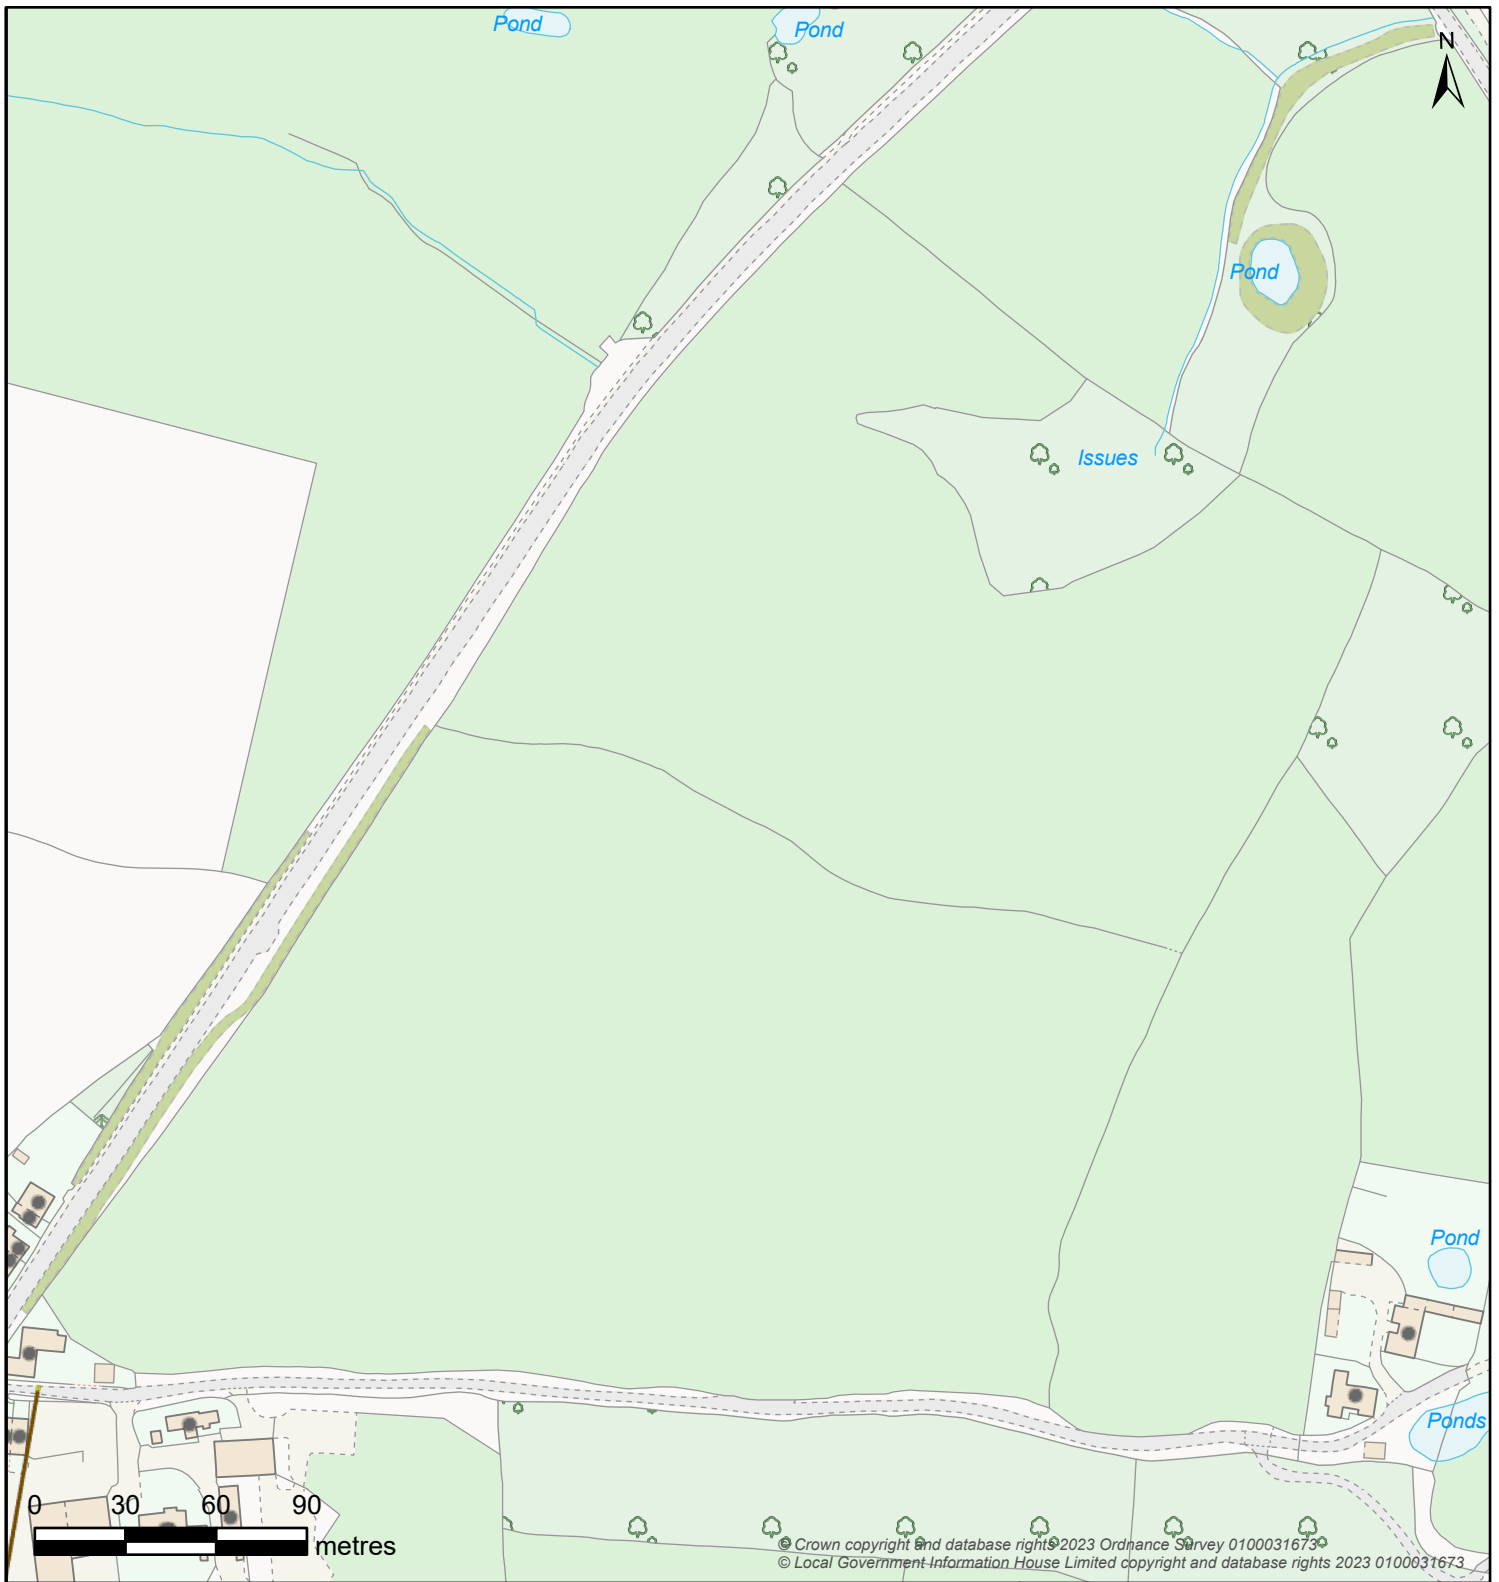 Pond
Pond
N
Pond
Issues
Pond
Ponds
0 30 60 90
metres
© Crown copyright and database rights 2023 Ordnance Survey 0100031673
© Local Government Information House Limited copyright and database rights 2023 0100031673